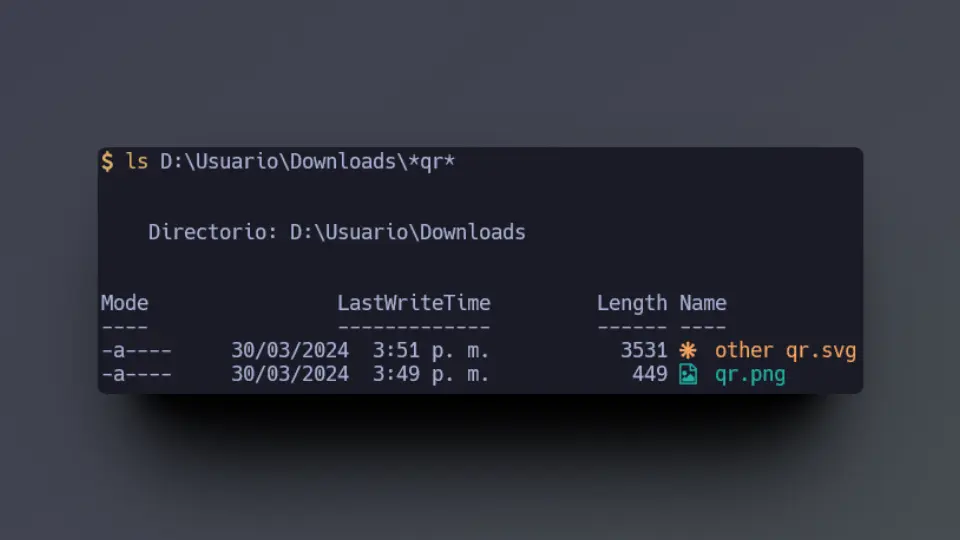 $ ls D:\Usuario\Downloads\*qr*
Directorio: D:\Usuario\Downloads
Mode LastWriteTime Length Name
---- ------------- ------ ----
-a---- 30/03/2024 3:51 p. m. 3531 other qr.svg
-a---- 30/03/2024 3:49 p. m. 449 qr.png